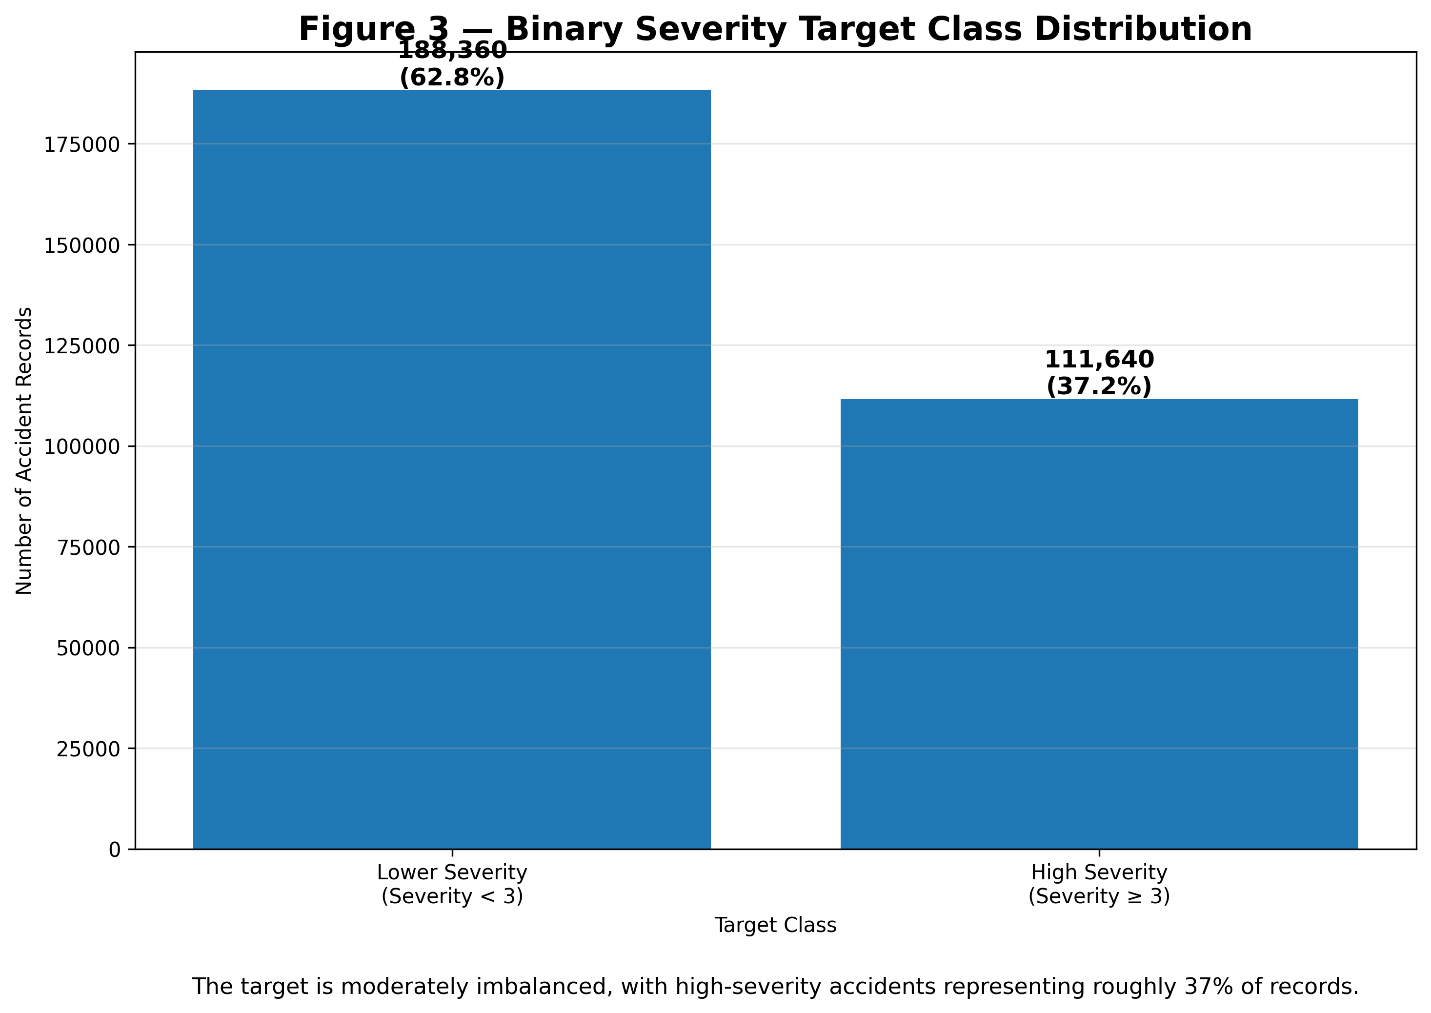 Figure 3 — Binary Severity Target Class Distribution
188,360
(62.8%)
175000
150000
125000
100000
75000
50000
25000
0
Number of Accident Records
111,640
(37.2%)
Lower Severity
(Severity < 3)
High Severity
(Severity ≥ 3)
Target Class
The target is moderately imbalanced, with high-severity accidents representing roughly 37% of records.